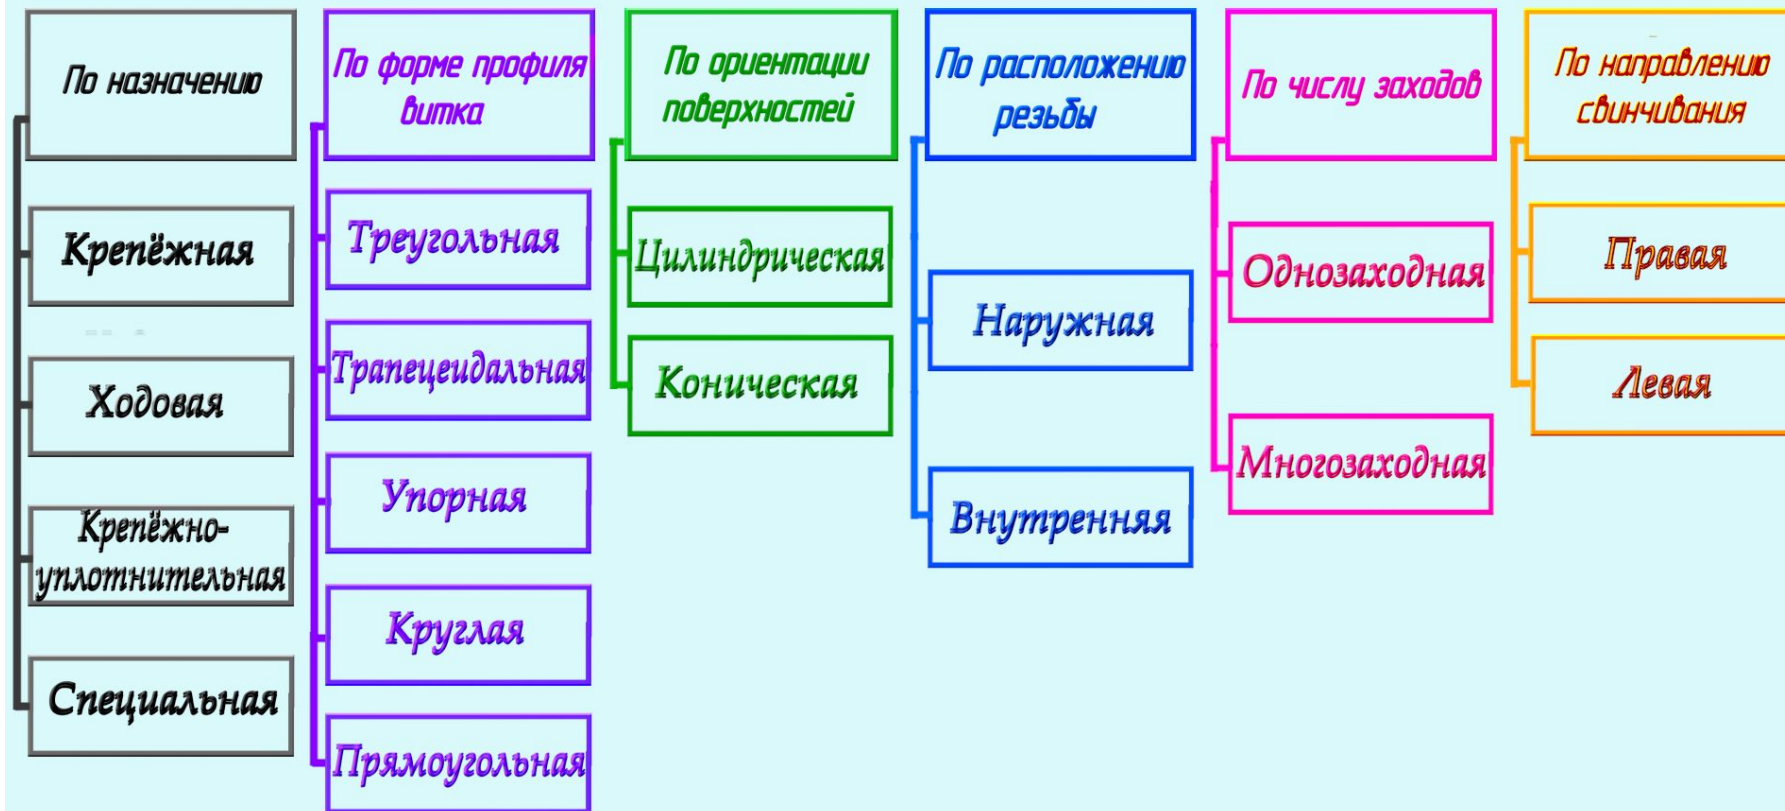 По назначению
Крепёжная
Ходовая
Крепёжно-
уплотнительная
Специальная
По форме профиля
витка
Треугольная
Трапецеидальная
Упорная
Круглая
Прямоугольная
По ориентации
поверхностей
Цилиндрическая
Коническая
По расположению
резьбы
Наружная
Внутренняя
По числу заходов
Однозаходная
Многозаходная
По направлению
свинчивания
Правая
Левая